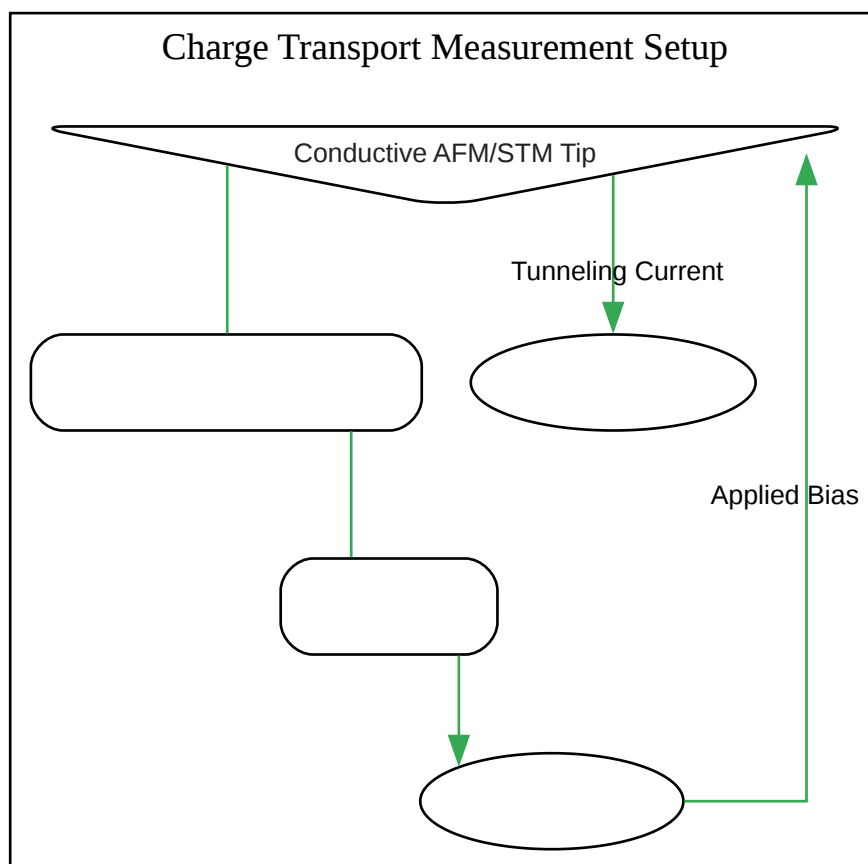 Charge Transport Measurement Setup
Conductive AFM/STM Tip
Tunneling Current
Applied Bias